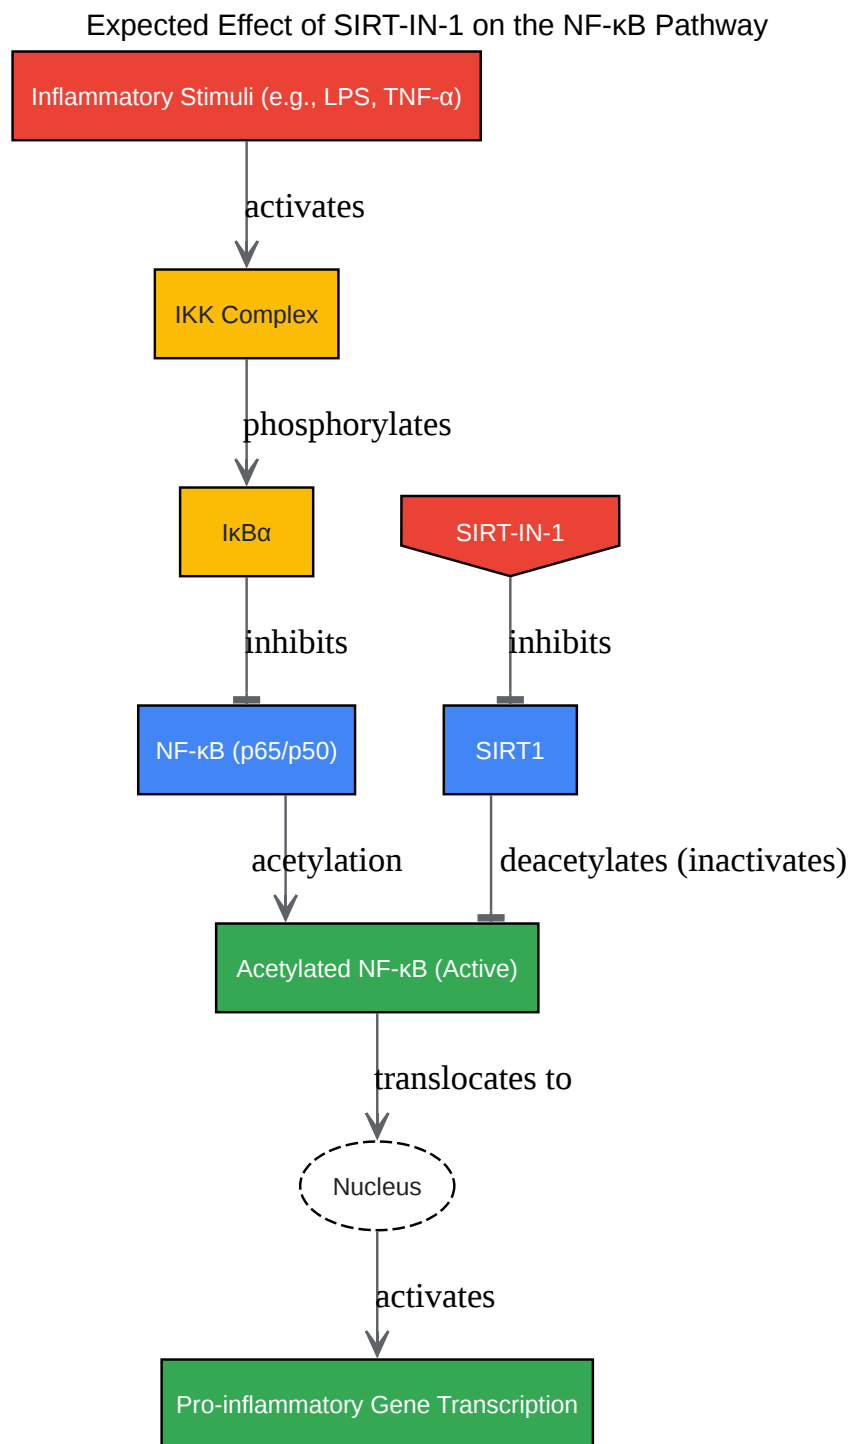 Expected Effect of SIRT-IN-1 on the NF-κB Pathway
Inflammatory Stimuli (e.g., LPS, TNF-α)
activates
IKK Complex
phosphorylates
IκBα
SIRT-IN-1
inhibits
inhibits
NF-κB (p65/p50)
SIRT1
acetylation
deacetylates (inactivates)
Acetylated NF-κB (Active)
translocates to
Nucleus
activates
Pro-inflammatory Gene Transcription